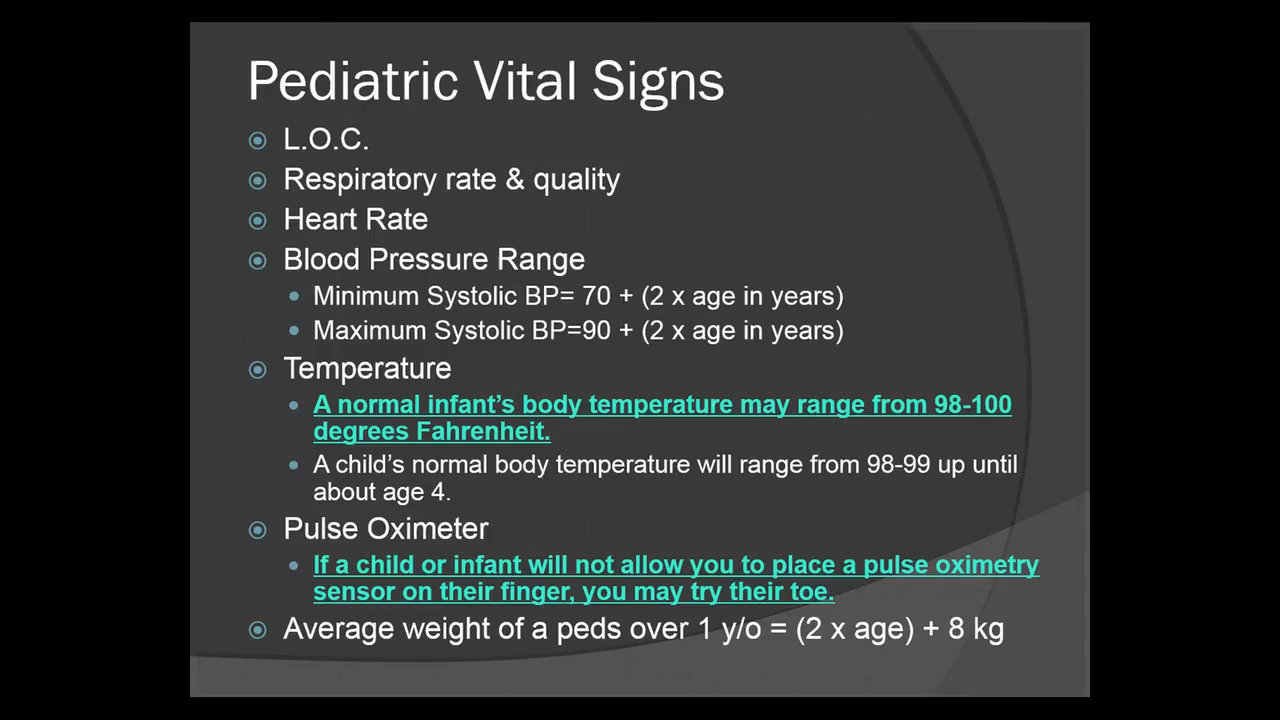 Pediatric Vital Signs
L.O.C.
Respiratory rate & quality
Heart Rate
Blood Pressure Range
Minimum Systolic BP= 70 + (2 x age in years)
Maximum Systolic BP=90 + (2 x age in years)
Temperature
A normal infant’s body temperature may range from 98-100
degrees Fahrenheit.
A child’s normal body temperature will range from 98-99 up until
about age 4.
Pulse Oximeter
If a child or infant will not allow you to place a pulse oximetry
sensor on their finger, you may try their toe.
Average weight of a peds over 1 y/o = (2 x age) + 8 kg